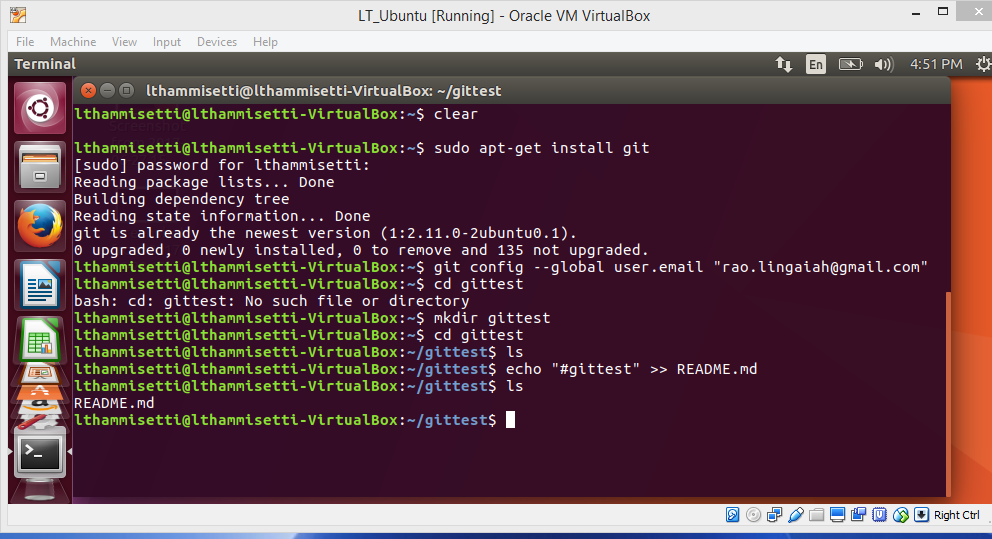 LT_Ubuntu [Running] - Oracle VM VirtualBox
File Machine View Input Devices Help
Terminal En 4:51 PM
lthammisetti@lthammisetti-VirtualBox: ~/gittest
lthammisetti@lthammisetti-VirtualBox:~$ clear
lthammisetti@lthammisetti-VirtualBox:~$ sudo apt-get install git
[sudo] password for lthammisetti:
Reading package lists... Done
Building dependency tree
Reading state information... Done
git is already the newest version (1:2.11.0-2ubuntu0.1).
0 upgraded, 0 newly installed, 0 to remove and 135 not upgraded.
lthammisetti@lthammisetti-VirtualBox:~$ git config --global user.email "rao.lingaiah@gmail.com"
lthammisetti@lthammisetti-VirtualBox:~$ cd gittest
bash: cd: gittest: No such file or directory
lthammisetti@lthammisetti-VirtualBox:~$ mkdir gittest
lthammisetti@lthammisetti-VirtualBox:~$ cd gittest
lthammisetti@lthammisetti-VirtualBox:~/gittest$ ls
lthammisetti@lthammisetti-VirtualBox:~/gittest$ echo "#gittest" >> README.md
lthammisetti@lthammisetti-VirtualBox:~/gittest$ ls
README.md
lthammisetti@lthammisetti-VirtualBox:~/gittest$
Right Ctrl